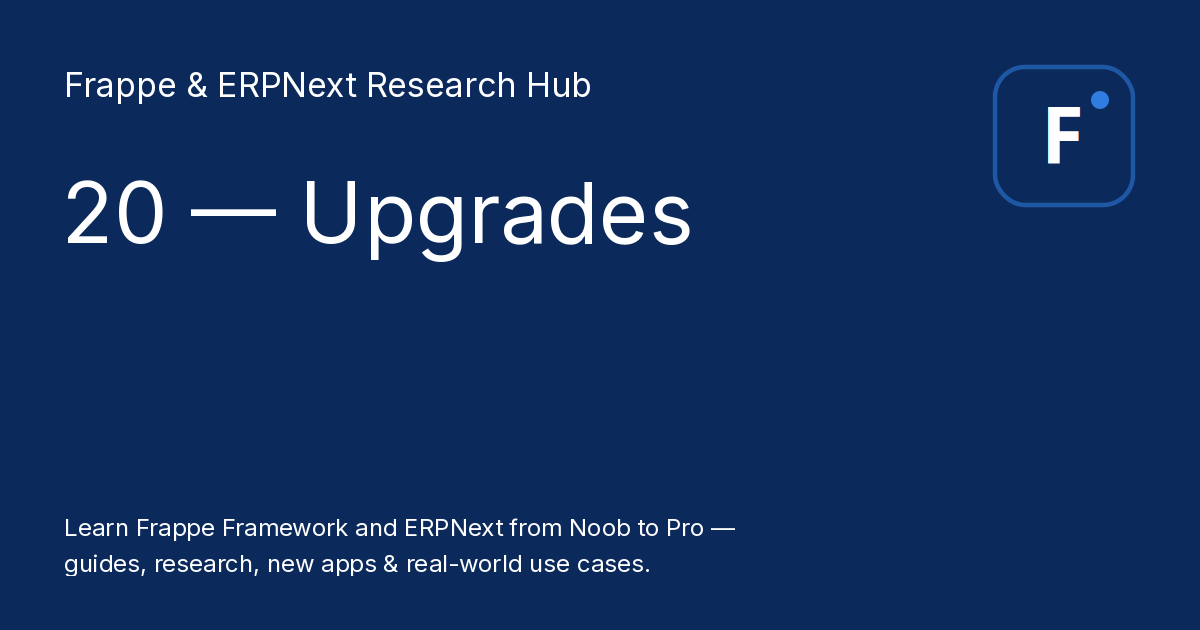 Frappe & ERPNext Research Hub
F
20 — Upgrades
Learn Frappe Framework and ERPNext from Noob to Pro —
guides, research, new apps & real-world use cases.